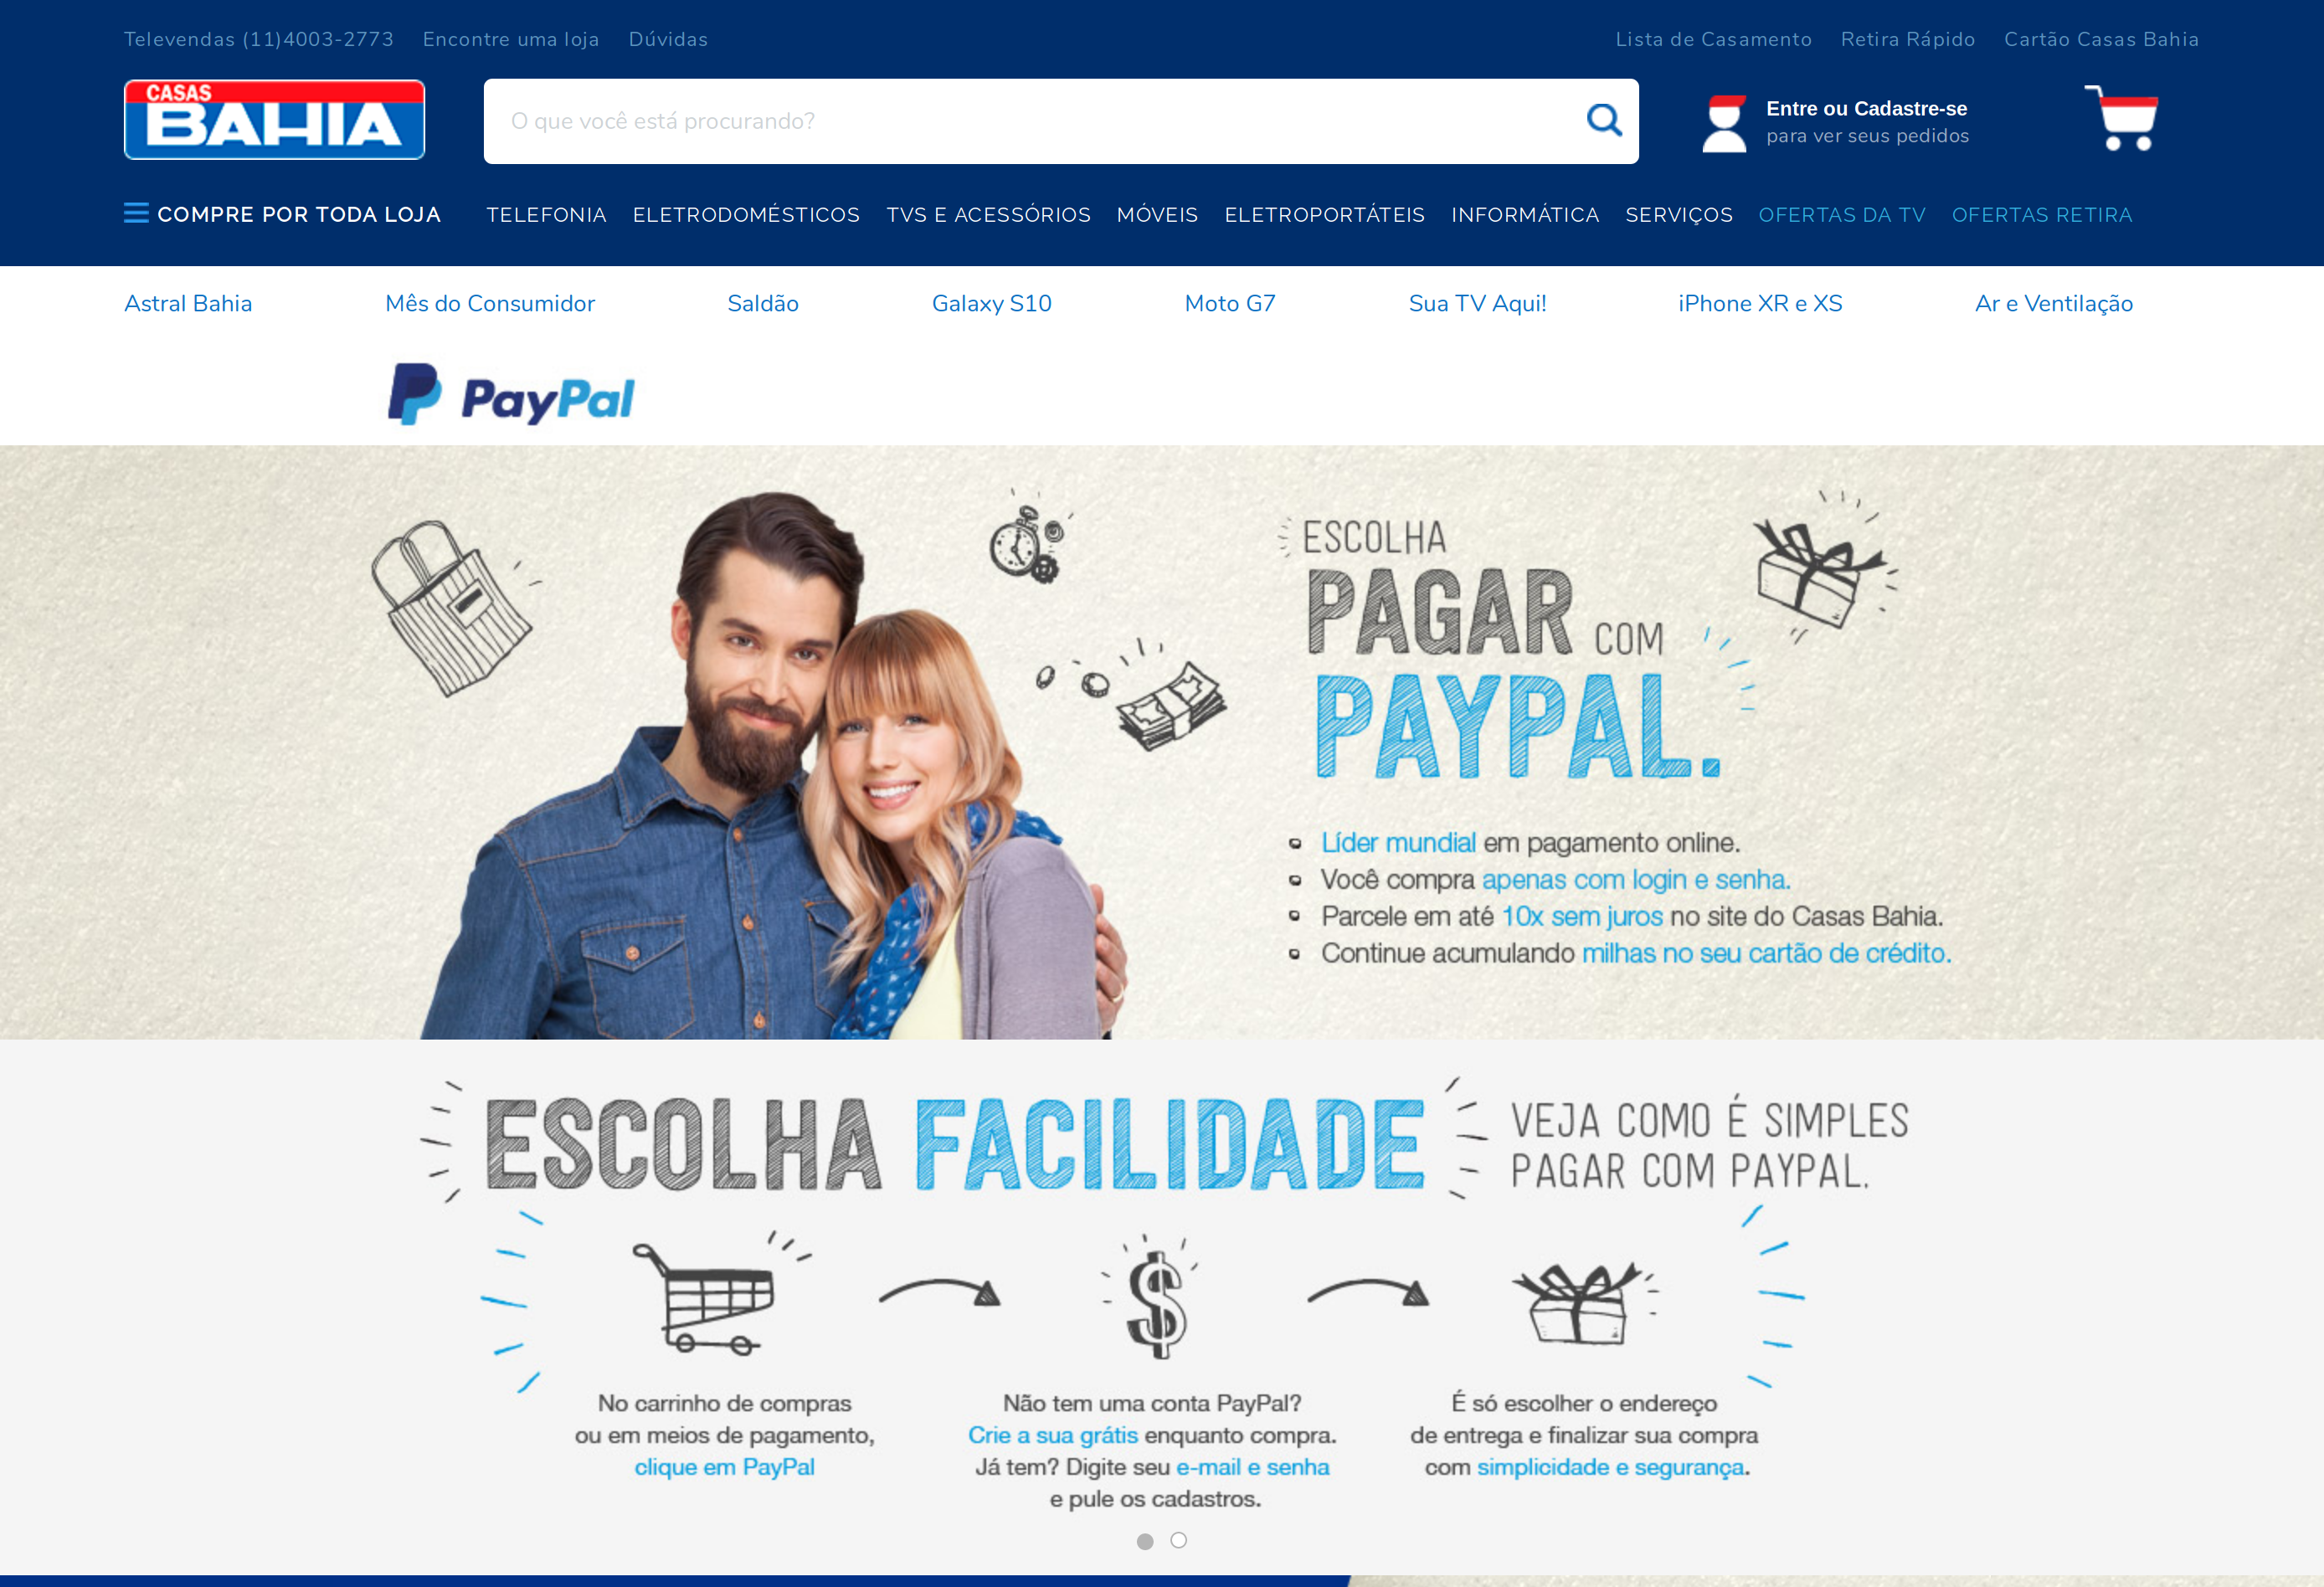 Televendas (11)4003-2773 Encontre uma loja Dúvidas Lista de Casamento Retira Rápido Cartão Casas Bahia
CASAS
BAHIA
O que você está procurando?
Entre ou Cadastre-se
para ver seus pedidos
COMPRE POR TODA LOJA TELEFONIA ELETRODOMÉSTICOS TVS E ACESSÓRIOS MÓVEIS ELETROPORTÁTEIS INFORMÁTICA SERVIÇOS OFERTAS DA TV OFERTAS RETIRA
Astral Bahia Mês do Consumidor Saldão Galaxy S10 Moto G7 Sua TV Aqui! iPhone XR e XS Ar e Ventilação
PayPal
ESCOLHA
PAGAR COM
PAYPAL.
Líder mundial em pagamento online.
Você compra apenas com login e senha.
Parcele em até 10x sem juros no site do Casas Bahia.
Continue acumulando milhas no seu cartão de crédito.
ESCOLHA FACILIDADE
VEJA COMO É SIMPLES
PAGAR COM PAYPAL.
No carrinho de compras
ou em meios de pagamento,
clique em PayPal
Não tem uma conta PayPal?
Crie a sua grátis enquanto compra.
Já tem? Digite seu e-mail e senha
e pule os cadastros.
É só escolher o endereço
de entrega e finalizar sua compra
com simplicidade e segurança.